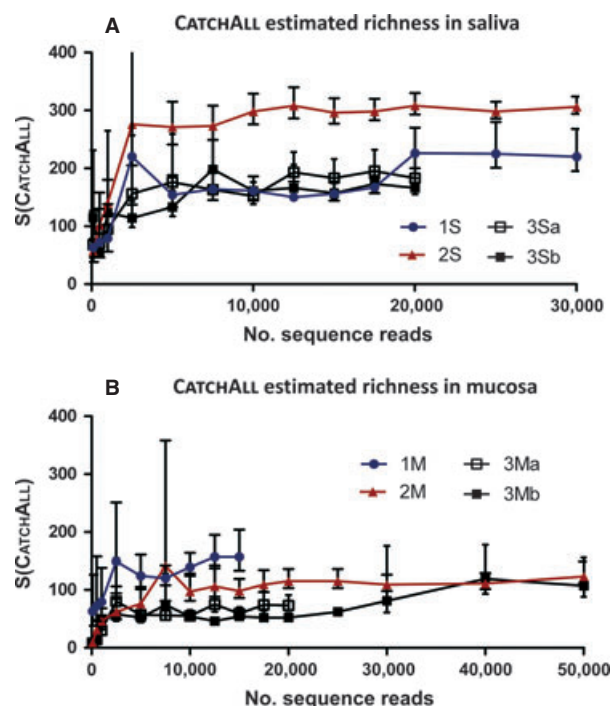 A CATCHALL estimated richness in saliva
S(CATCHALL)
400
300
200
100
0
1S
3Sa
2S
3Sb
0
10,000
20,000
30,000
No. sequence reads
B CATCHALL estimated richness in mucosa
S(CATCHALL)
400
300
200
100
0
1M
3Ma
2M
3Mb
0
10,000
20,000
30,000
40,000
50,000
No. sequence reads